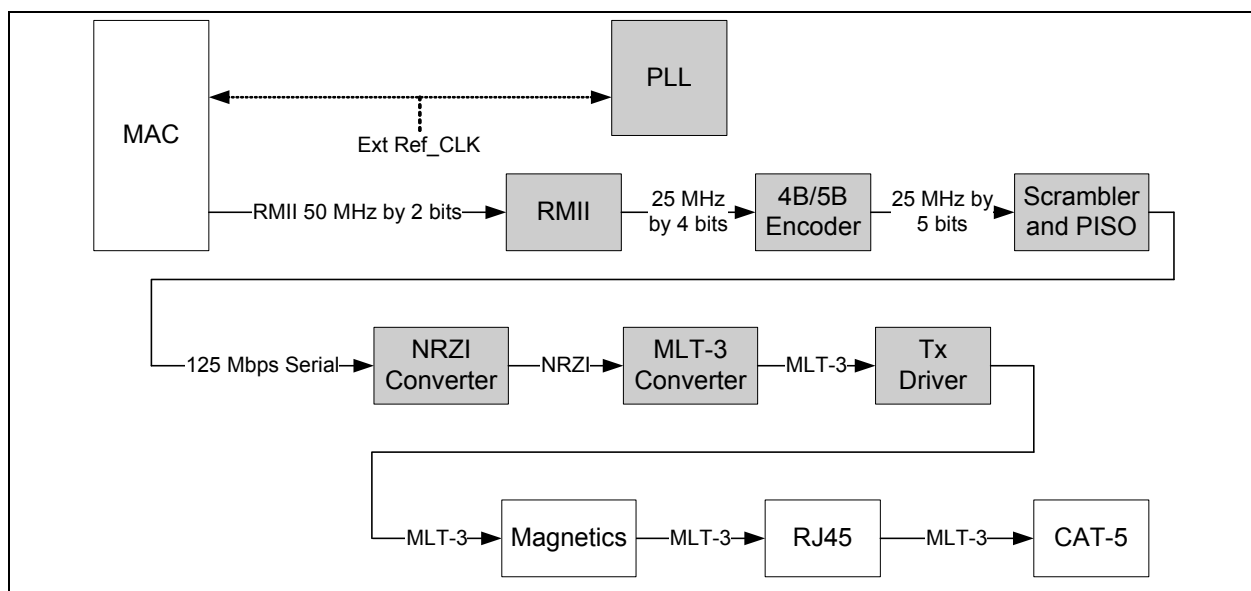 MAC
PLL
Ext Ref_CLK
RMII 50 MHz by 2 bits
RMII
25 MHz
by 4 bits
4B/5B
Encoder
25 MHz by
5 bits
Scrambler
and PISO
125 Mbps Serial
NRZI
Converter
NRZI
MLT-3
Converter
MLT-3
Tx
Driver
MLT-3
Magnetics
MLT-3
RJ45
MLT-3
CAT-5